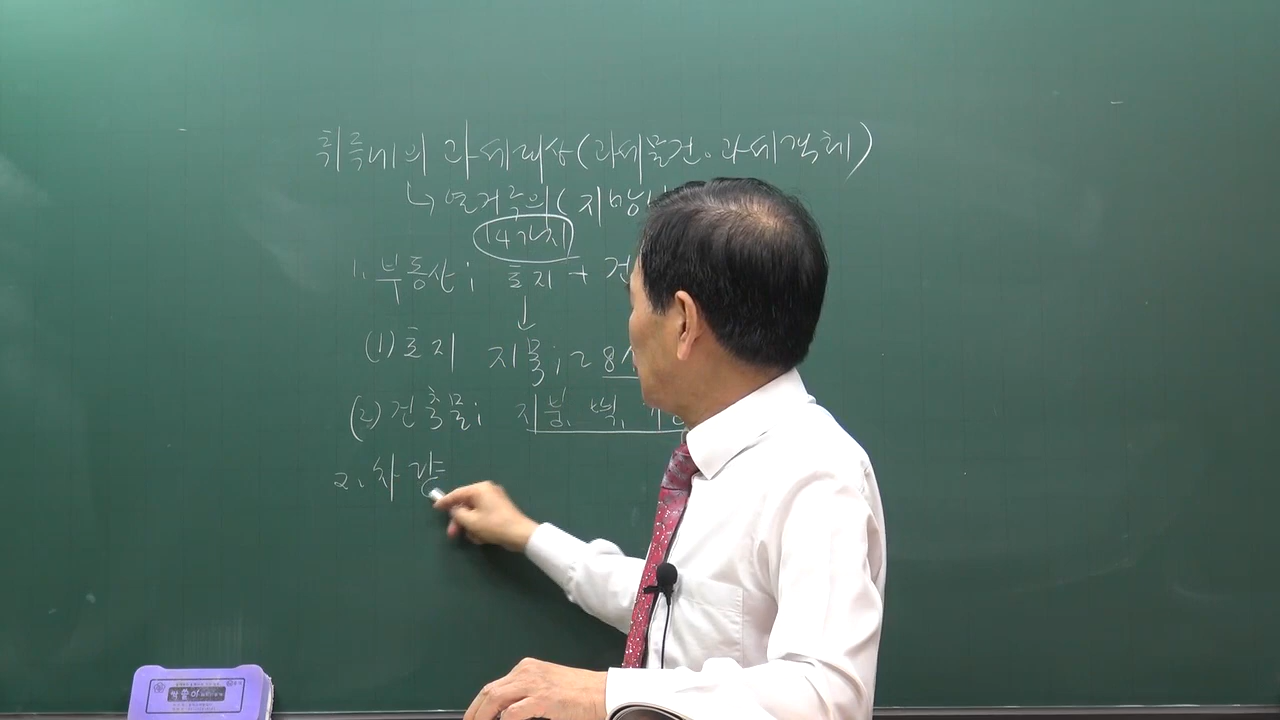 취득세의 과세대상(과세물건。과세객체)
↳ 열거주의(지방
14가지
1. 부동산; 토지 + 건
↓
(1) 토지 지목; 28
(2) 건축물; 지붕, 벽, 기
2. 차량